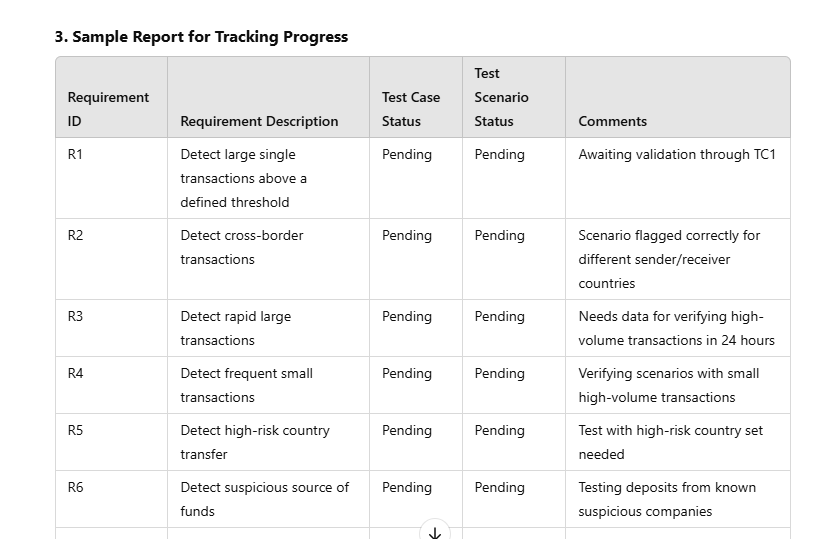 3. Sample Report for Tracking Progress
Requirement ID | Requirement Description | Test Case Status | Test Scenario Status | Comments
R1 | Detect large single transactions above a defined threshold | Pending | Pending | Awaiting validation through TC1
R2 | Detect cross-border transactions | Pending | Pending | Scenario flagged correctly for different sender/receiver countries
R3 | Detect rapid large transactions | Pending | Pending | Needs data for verifying high-volume transactions in 24 hours
R4 | Detect frequent small transactions | Pending | Pending | Verifying scenarios with small high-volume transactions
R5 | Detect high-risk country transfer | Pending | Pending | Test with high-risk country set needed
R6 | Detect suspicious source of funds | Pending | Pending | Testing deposits from known suspicious companies